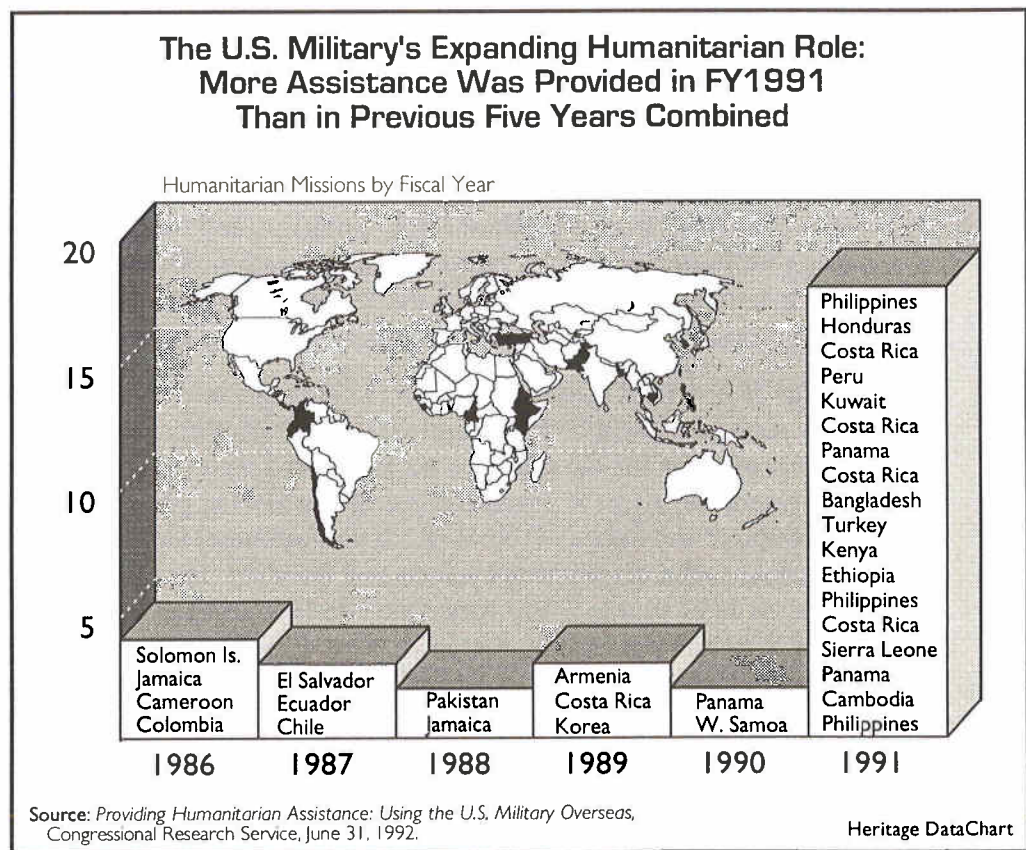 The U.S. Military's Expanding Humanitarian Role:
More Assistance Was Provided in FY1991
Than in Previous Five Years Combined
Humanitarian Missions by Fiscal Year
20
15
10
5
Solomon Is.
Jamaica
Cameroon
Colombia
El Salvador
Ecuador
Chile
Pakistan
Jamaica
Armenia
Costa Rica
Korea
Panama
W. Samoa
Philippines
Honduras
Costa Rica
Peru
Kuwait
Costa Rica
Panama
Costa Rica
Bangladesh
Turkey
Kenya
Ethiopia
Philippines
Costa Rica
Sierra Leone
Panama
Cambodia
Philippines
1986
1987
1988
1989
1990
1991
Source: Providing Humanitarian Assistance: Using the U.S. Military Overseas,
Congressional Research Service, June 31, 1992.
Heritage DataChart